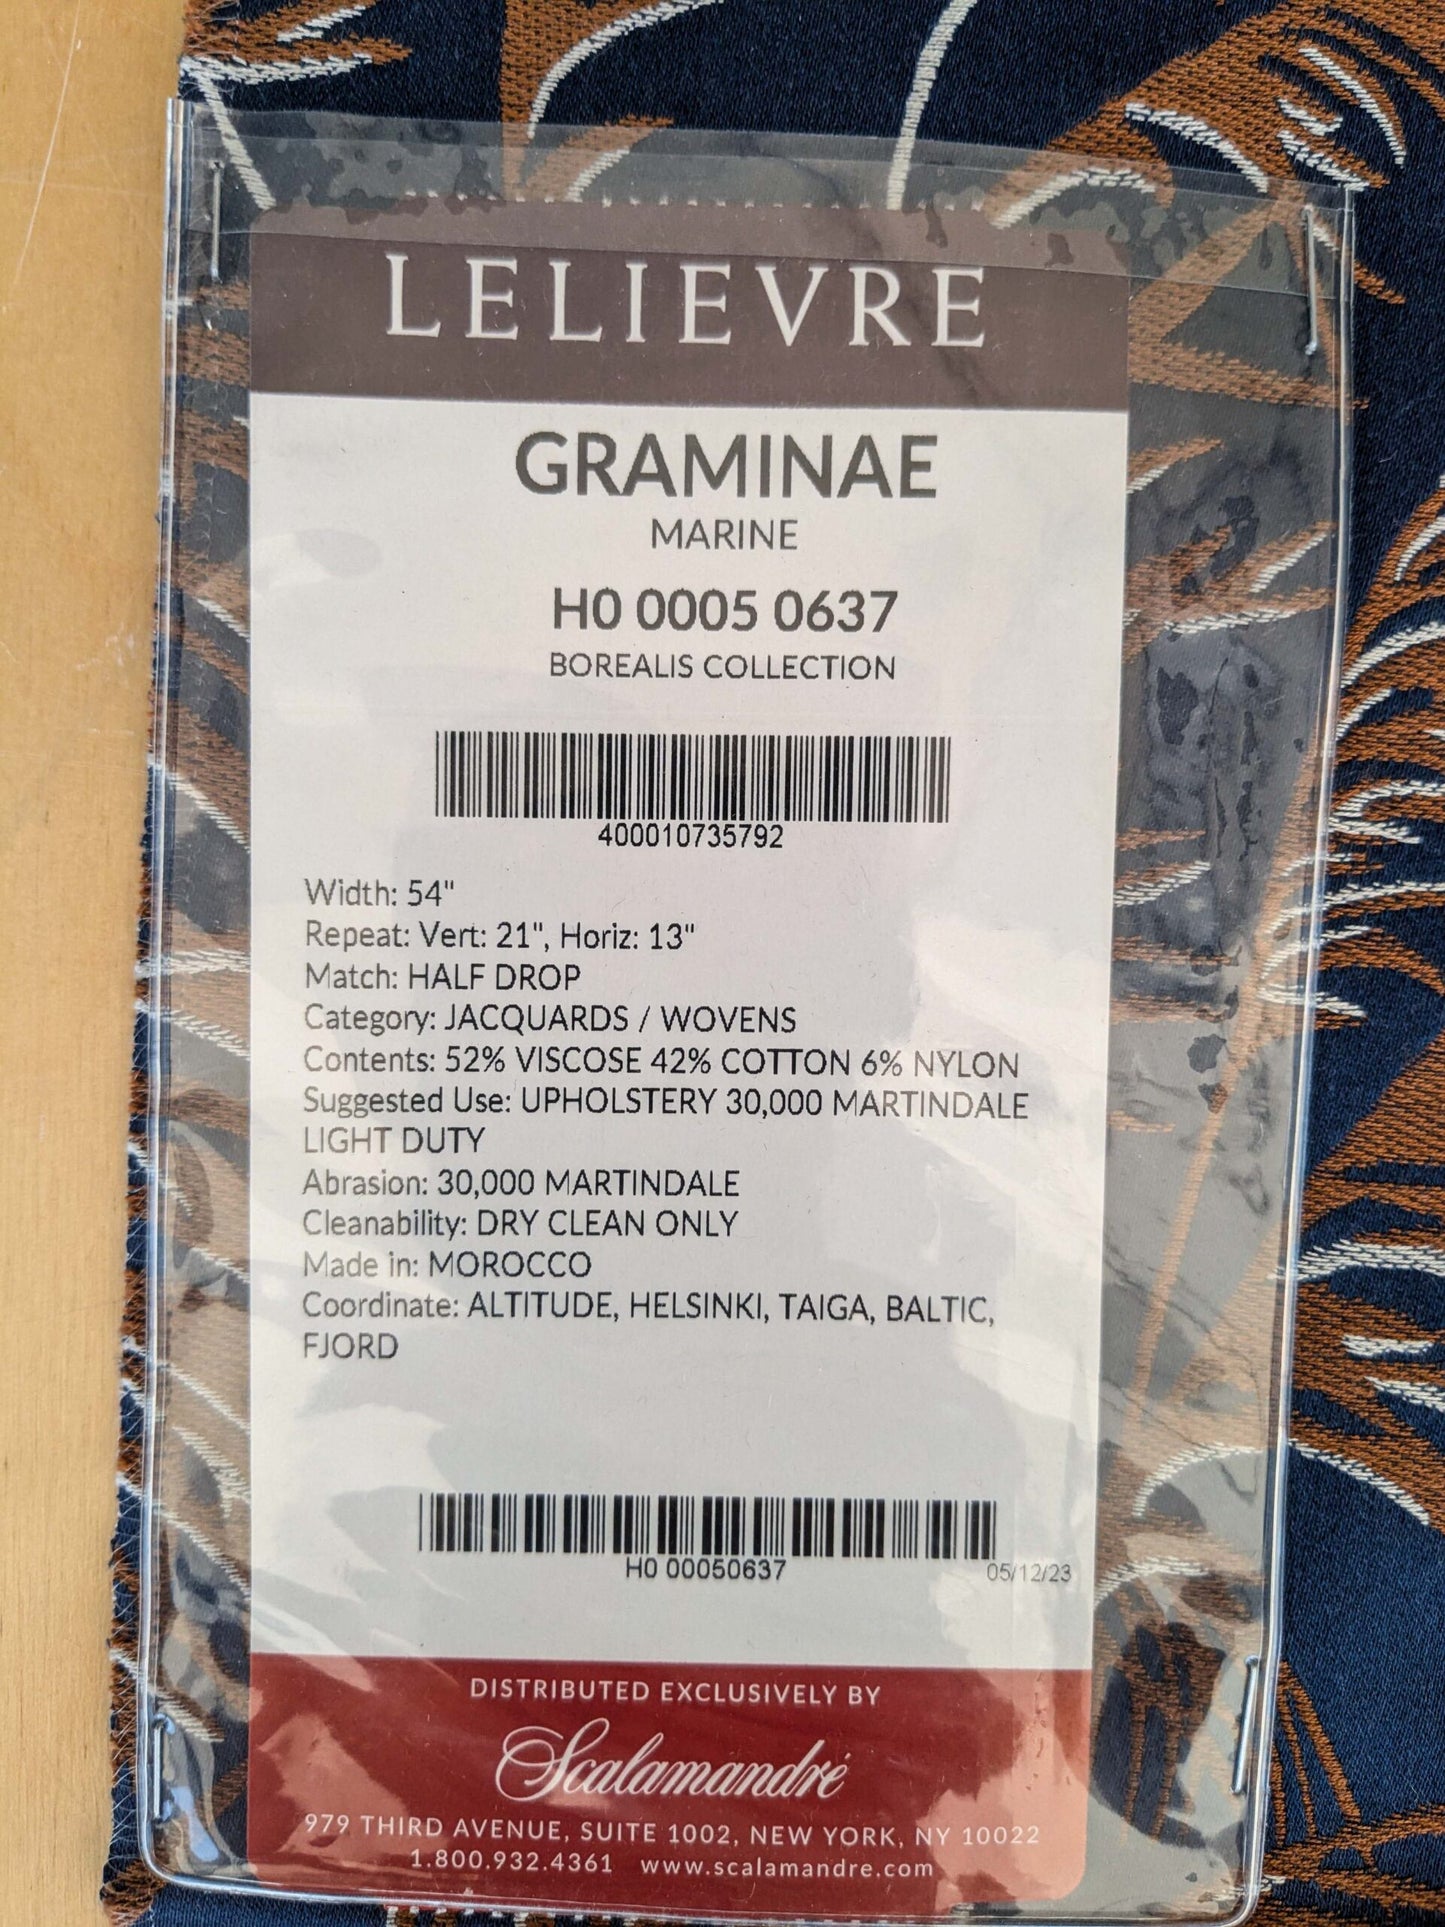 LELIEVRE
GRAMINAE
MARINE
H0 0005 0637
BOREALIS COLLECTION
400010735792
Width: 54"
Repeat: Vert: 21", Horiz: 13"
Match: HALF DROP
Category: JACQUARDS / WOVENS
Contents: 52% VISCOSE 42% COTTON 6% NYLON
Suggested Use: UPHOLSTERY 30,000 MARTINDALE
LIGHT DUTY
Abrasion: 30,000 MARTINDALE
Cleanability: DRY CLEAN ONLY
Made in: MOROCCO
Coordinate: ALTITUDE, HELSINKI, TAIGA, BALTIC,
FJORD
H0 00050637
05/12/23
DISTRIBUTED EXCLUSIVELY BY
Scalamandré
979 THIRD AVENUE, SUITE 1002, NEW YORK, NY 10022
1.800.932.4361 www.scalamandre.com